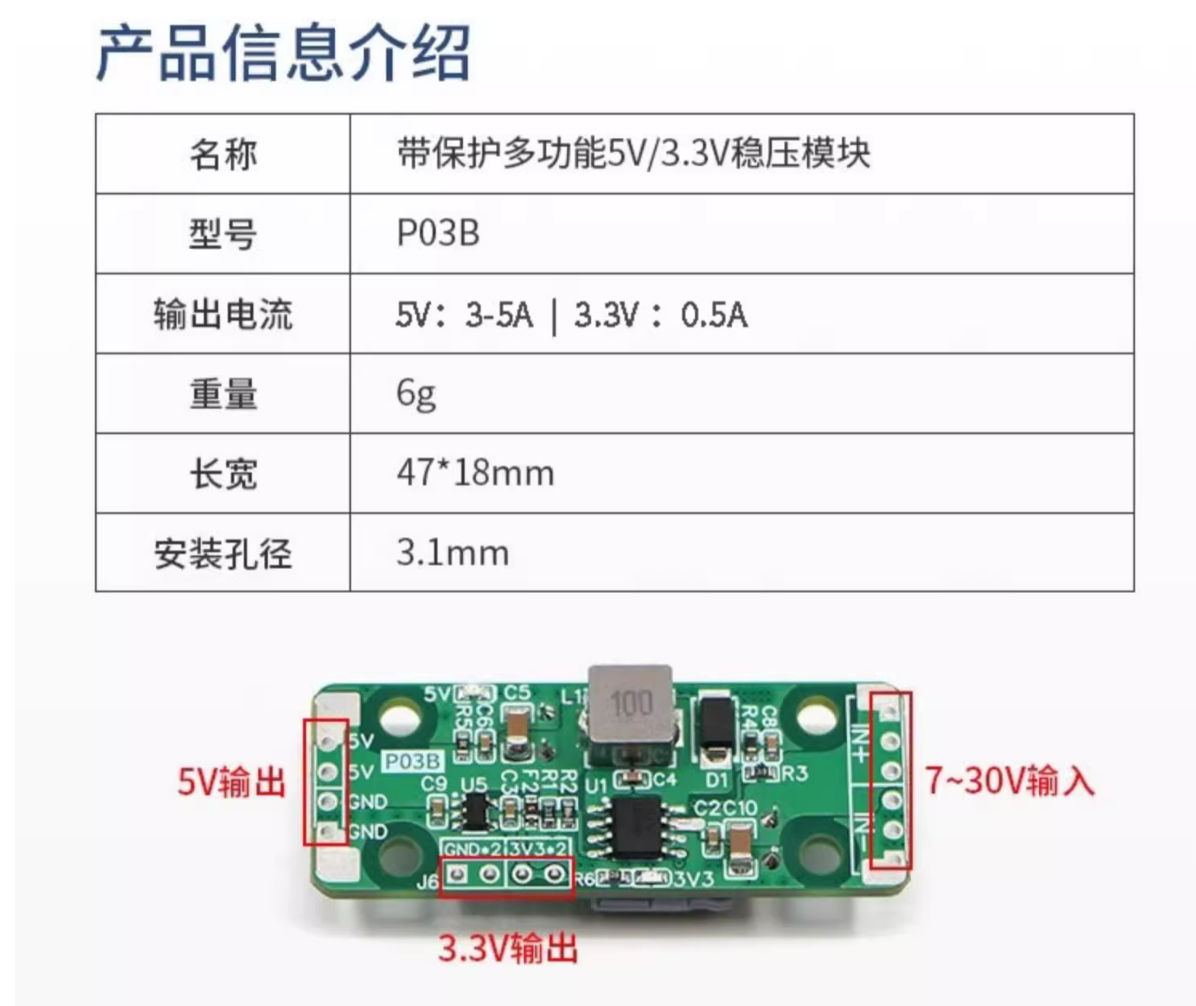 产品信息介绍
名称 带保护多功能5V/3.3V稳压模块
型号 P03B
输出电流 5V：3-5A | 3.3V：0.5A
重量 6g
长宽 47*18mm
安装孔径 3.1mm
5V C5 L1 100
R5 C6 R4 C8
5V IN+
5V P03B D1 R3
5V输出 7~30V输入
C9 U5 C3 F2 R1 R2 U1 C4
GND C2 C10
GND IN-
GND*2 3V3*2
J6 R6 3V3
3.3V输出